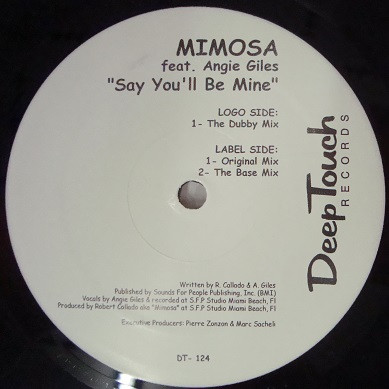 MIMOSA
feat. Angie Giles
"Say You'll Be Mine"
LOGO SIDE:
1- The Dubby Mix
LABEL SIDE:
1- Original Mix
2- The Base Mix
Deep Touch
RECORDS
Written by R. Callado & A. Giles
Published by Sounds For People Publishing, Inc. (BMI)
Vocals by Angie Giles & recorded at S.F.P Studio Miami Beach, Fl
Produced by Robert Callado aka "Mimosa" at S.F.P Studio Miami Beach, Fl
Executive Producers: Pierre Zonzon & Marc Sacheli
DT- 124